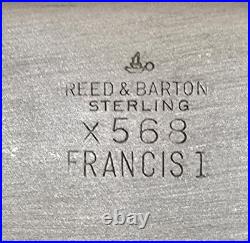 REED & BARTON
STERLING
X568
FRANCIS I